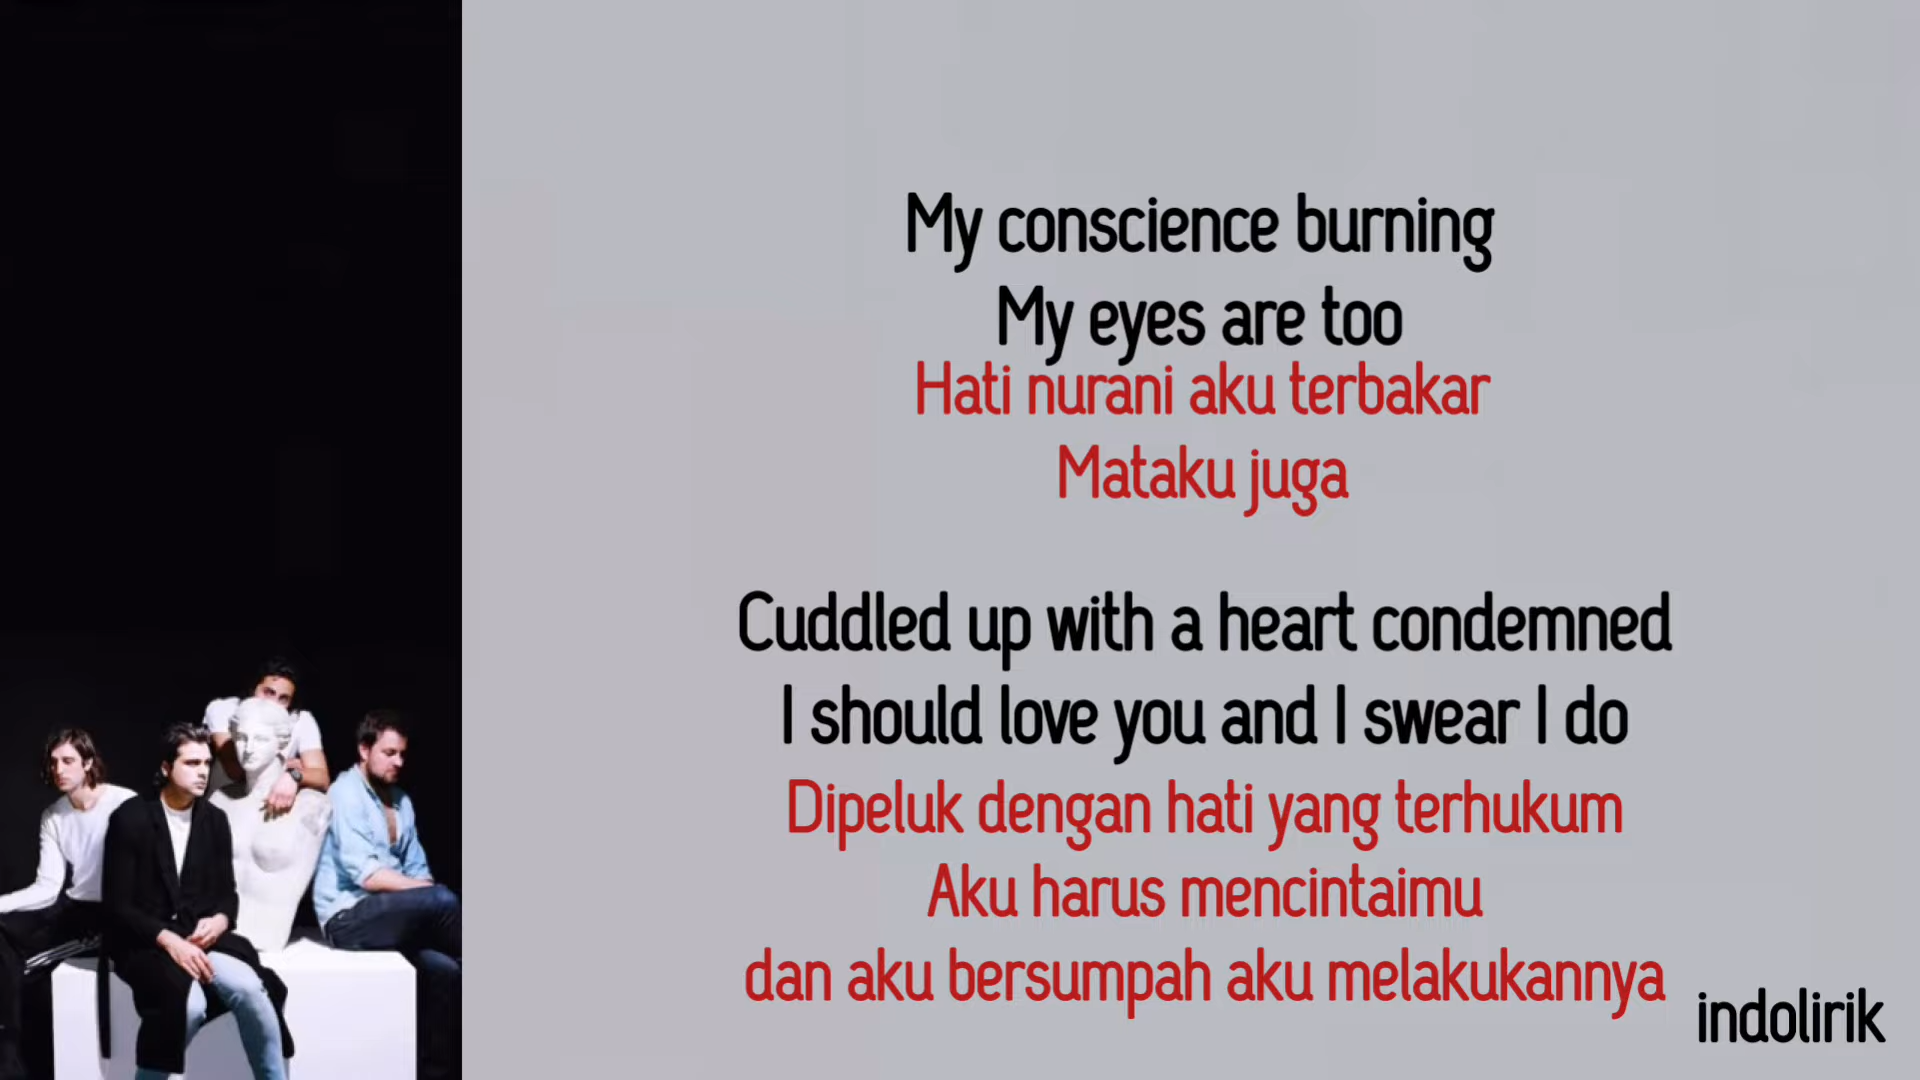 My conscience burning
My eyes are too
Hati nurani aku terbakar
Mataku juga
Cuddled up with a heart condemned
I should love you and I swear I do
Dipeluk dengan hati yang terhukum
Aku harus mencintaimu
dan aku bersumpah aku melakukannya
indolirik